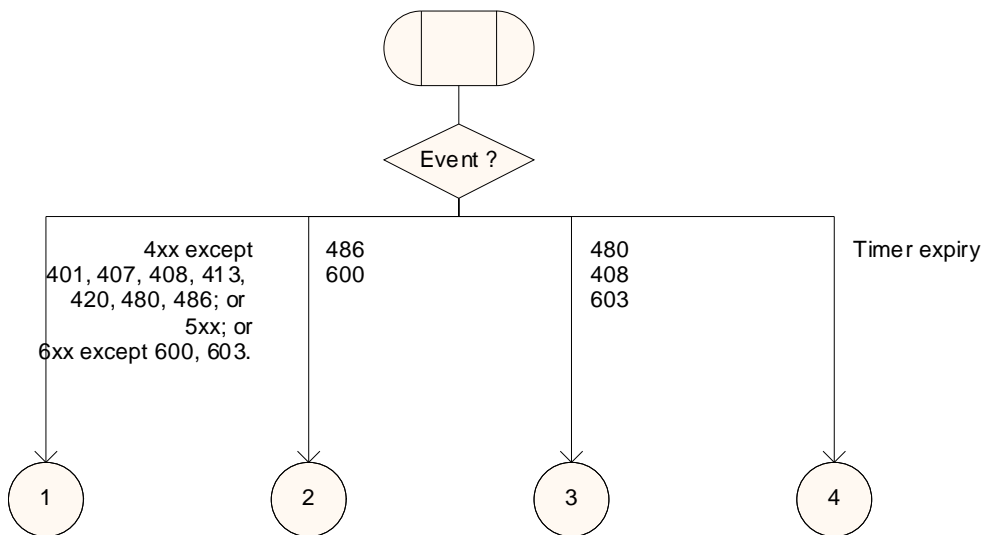 Event ?
4xx except
401, 407, 408, 413,
420, 480, 486; or
5xx; or
6xx except 600, 603.
486
600
480
408
603
Timer expiry
1
2
3
4